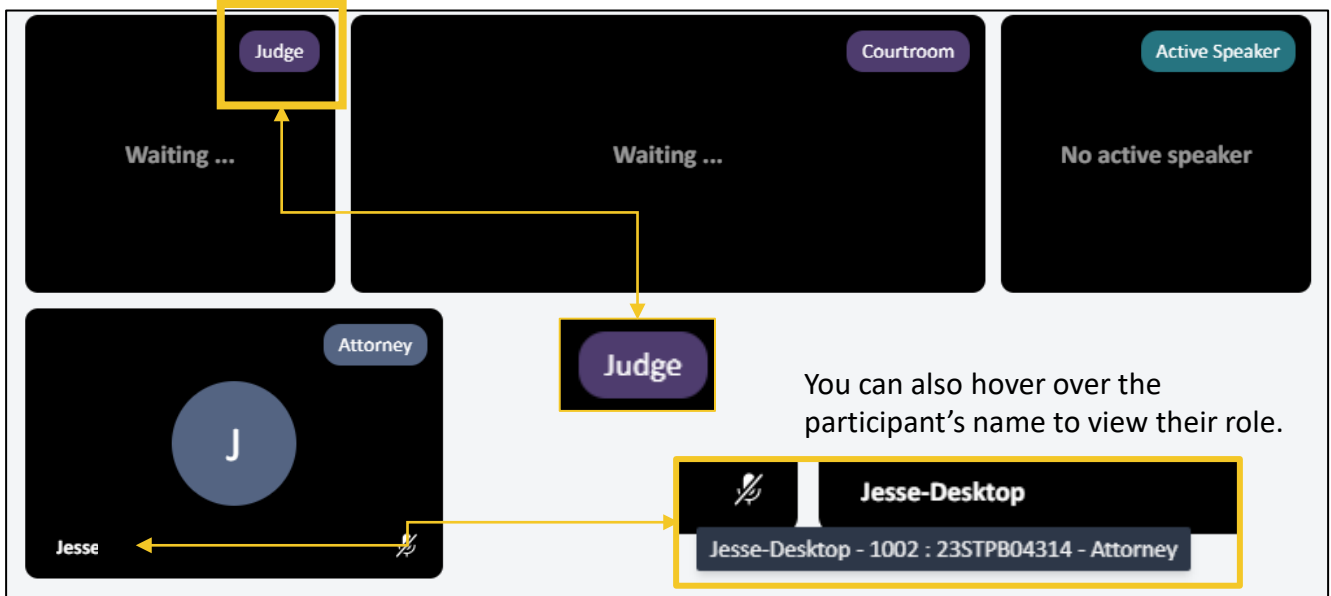 Judge
Courtroom
Active Speaker
Waiting ...
Waiting ...
No active speaker
Attorney
J
Jesse
Judge
You can also hover over the
participant’s name to view their role.
Jesse-Desktop
Jesse-Desktop - 1002 : 23STPB04314 - Attorney